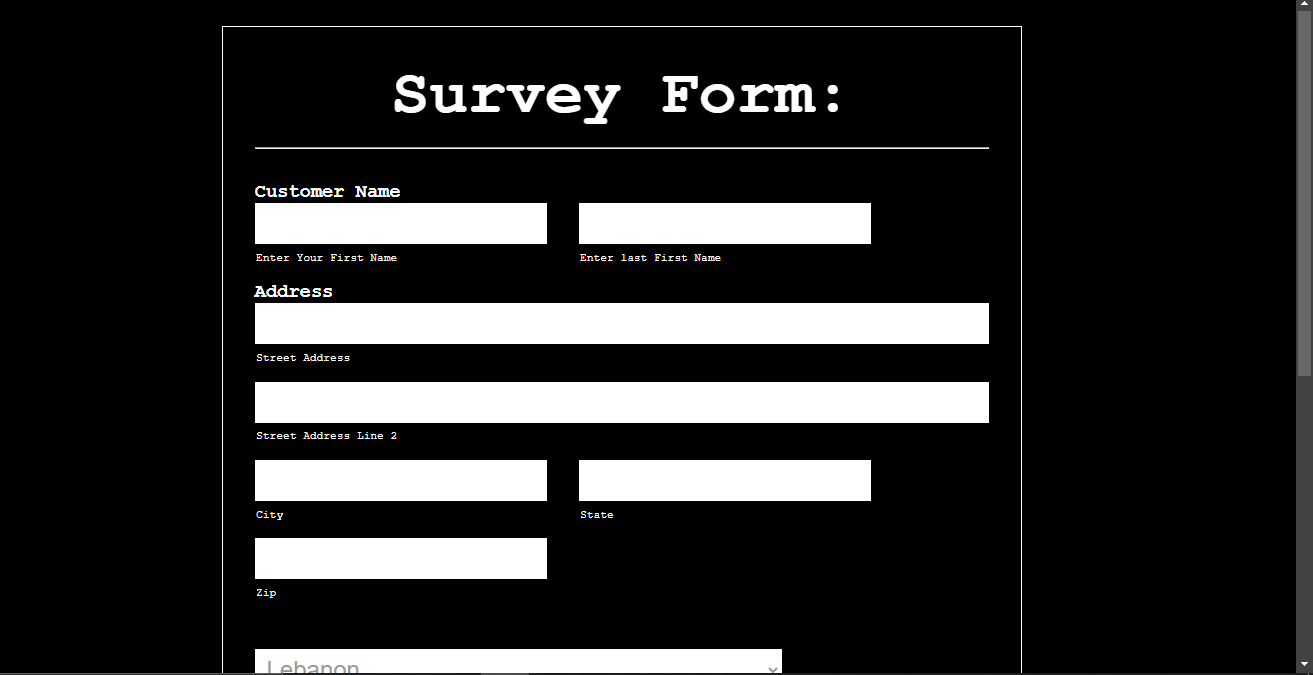 Survey Form:
Customer Name
Enter Your First Name Enter last First Name
Address
Street Address
Street Address Line 2
City State
Zip
Lebanon